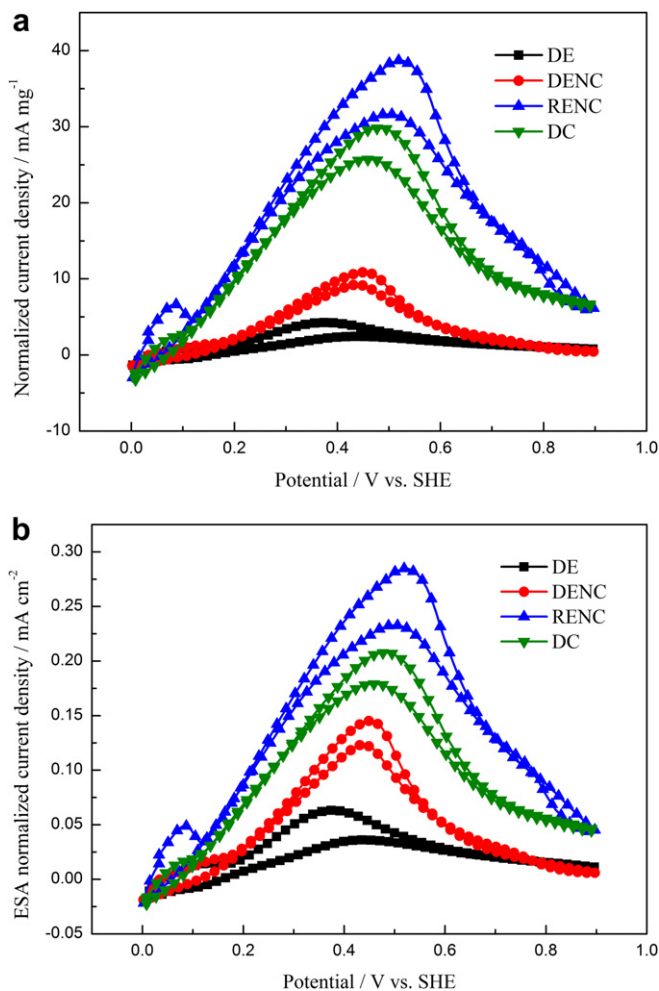 a
40
30
20
10
0
-10
Normalized current density / mA mg⁻¹
DE
DENC
RENC
DC
0.0 0.2 0.4 0.6 0.8 1.0
Potential / V vs. SHE
b
0.30
0.25
0.20
0.15
0.10
0.05
0.00
-0.05
ESA normalized current density / mA cm⁻²
DE
DENC
RENC
DC
0.0 0.2 0.4 0.6 0.8 1.0
Potential / V vs. SHE